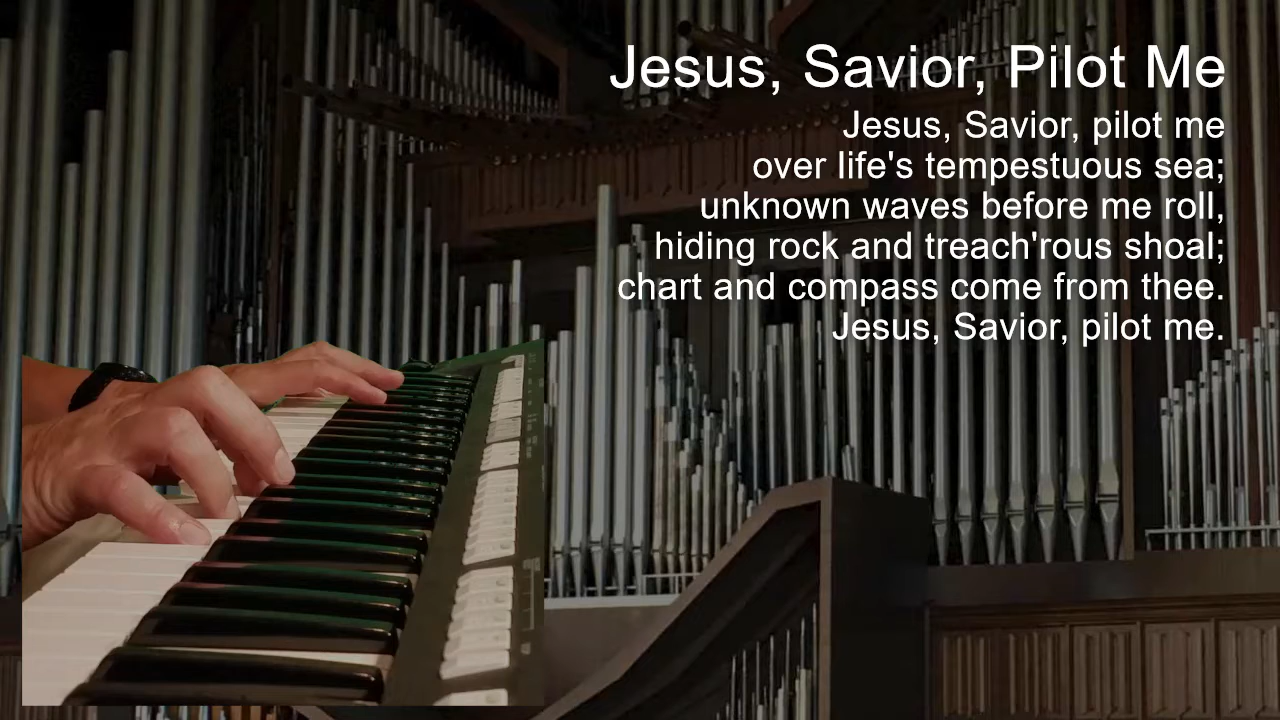 Jesus, Savior, Pilot Me
Jesus, Savior, pilot me
over life's tempestuous sea;
unknown waves before me roll,
hiding rock and treach'rous shoal;
chart and compass come from thee.
Jesus, Savior, pilot me.